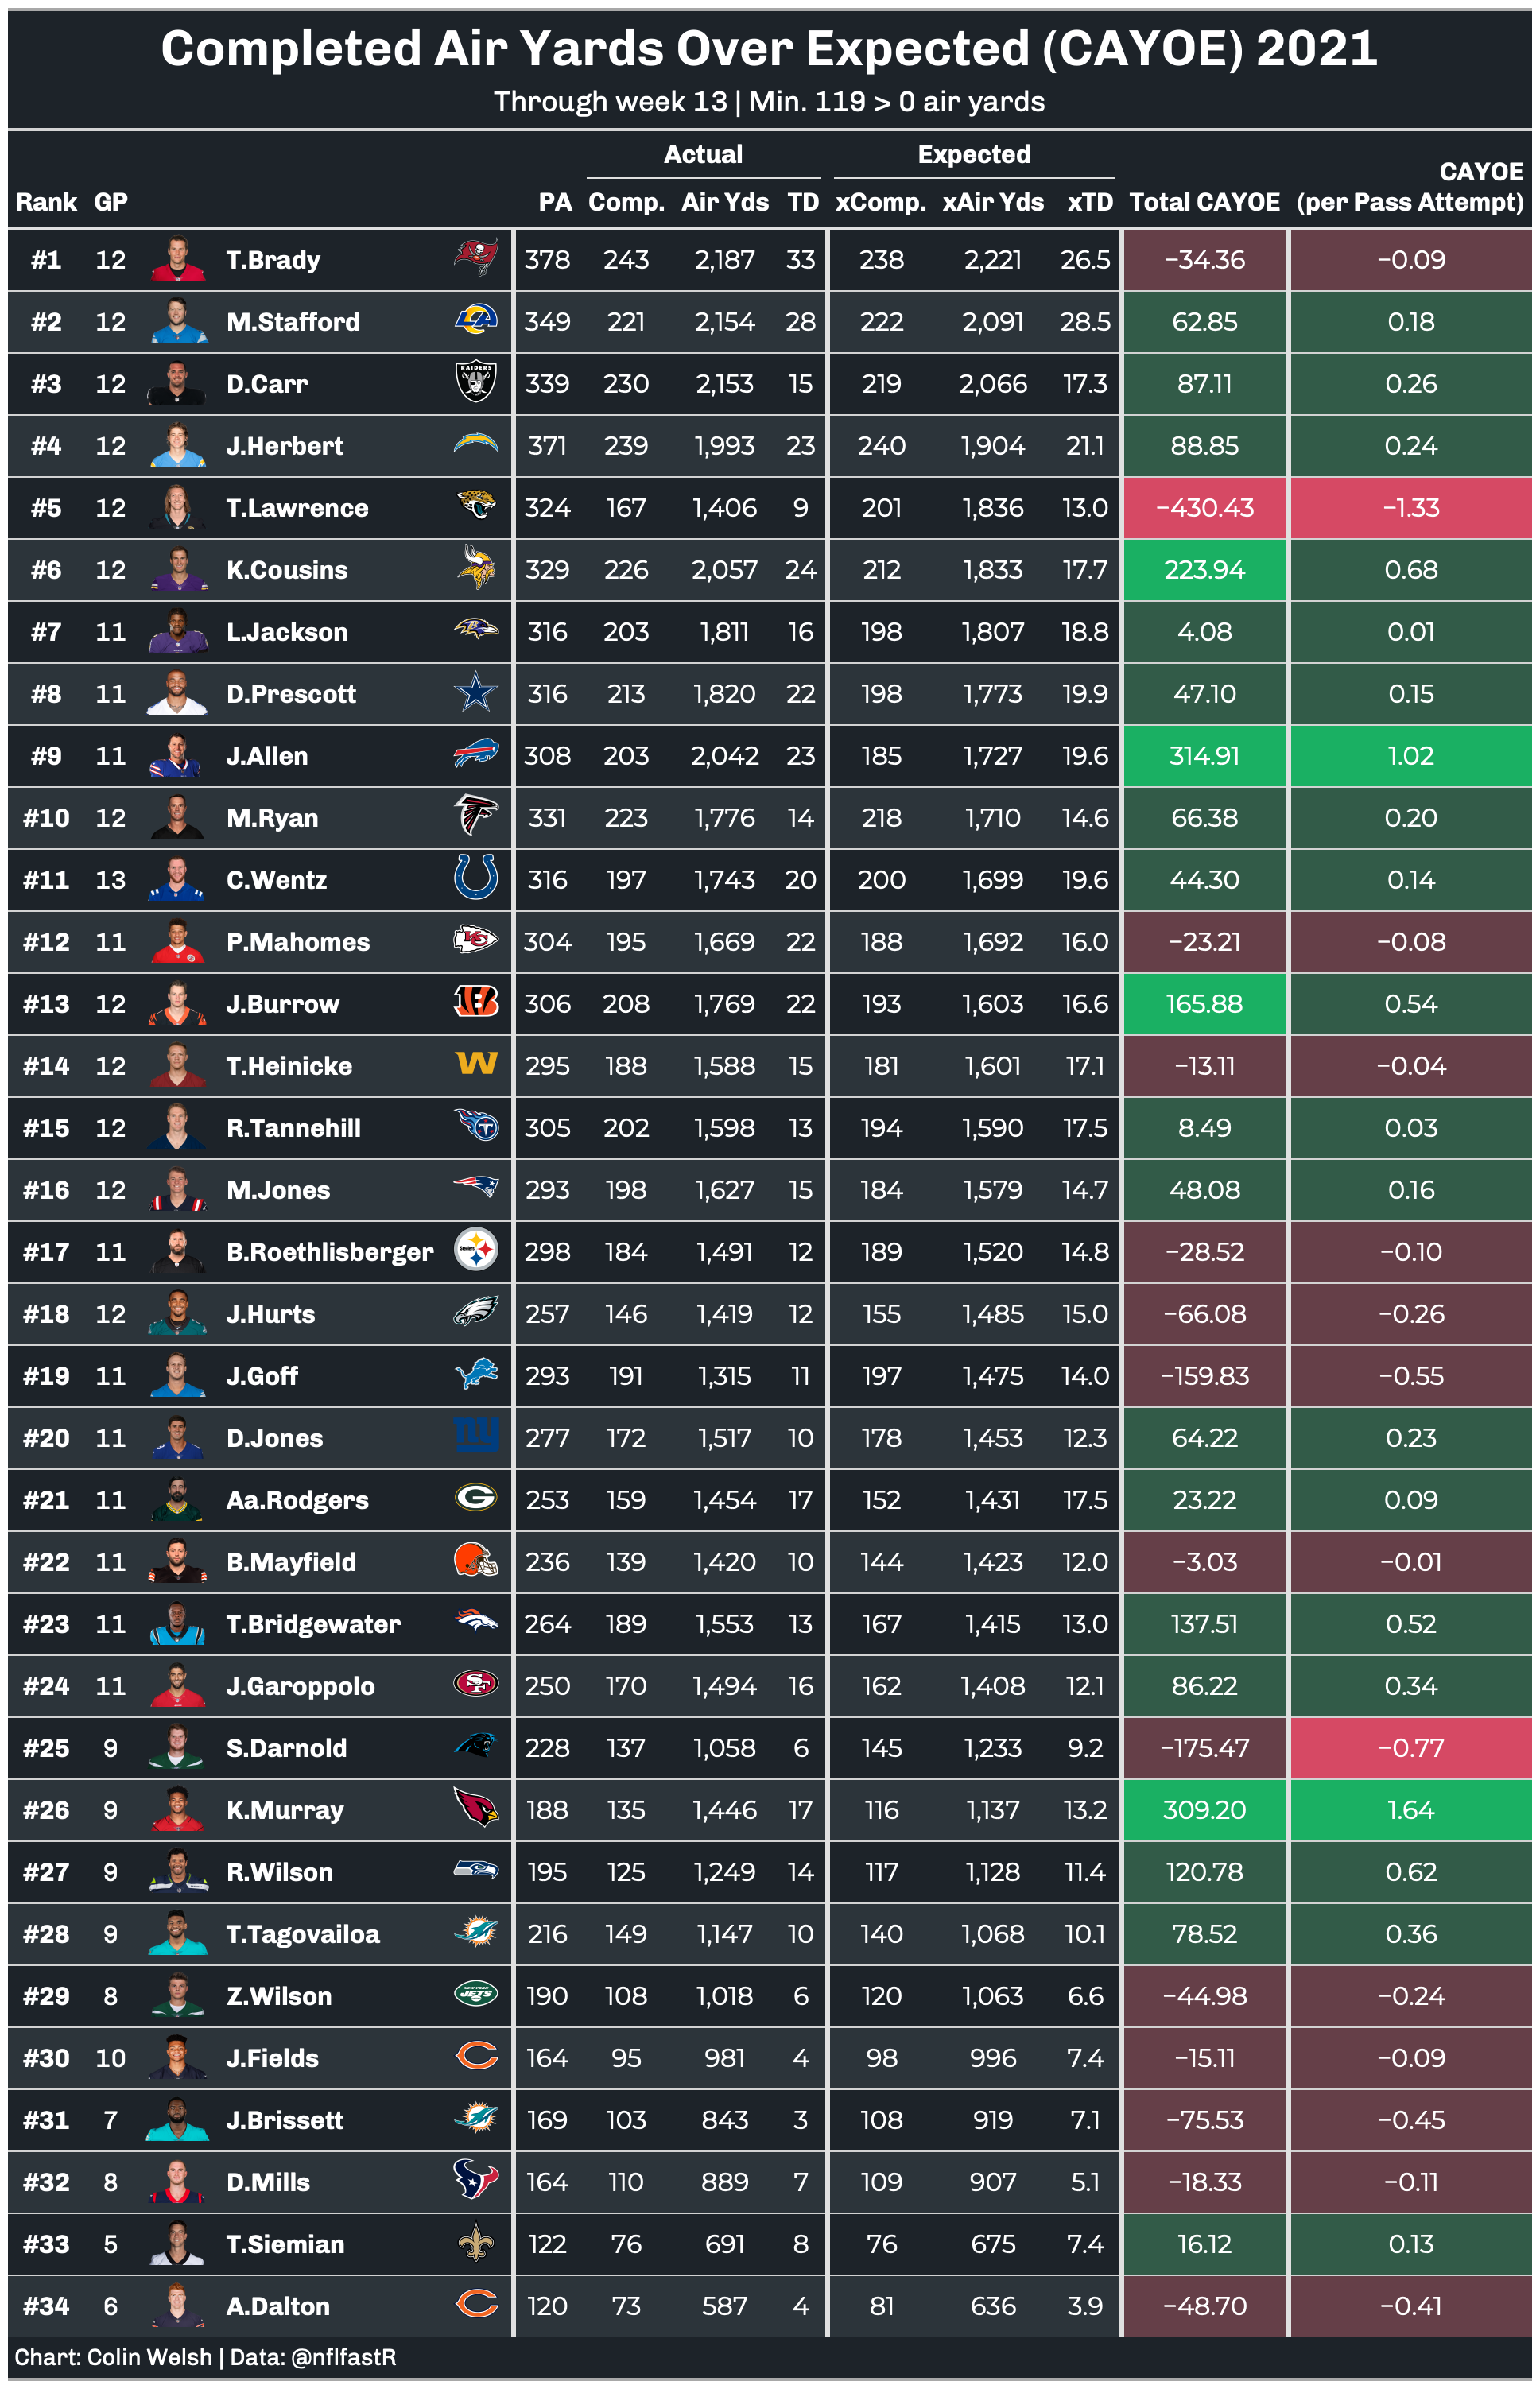 Completed Air Yards Over Expected (CAYOE) 2021
Through week 13 | Min. 119 > 0 air yards
Actual Expected
CAYOE
Rank GP PA Comp. Air Yds TD xComp. xAir Yds xTD Total CAYOE (per Pass Attempt)
#1 12 T.Brady 378 243 2,187 33 238 2,221 26.5 −34.36 −0.09
#2 12 M.Stafford LA 349 221 2,154 28 222 2,091 28.5 62.85 0.18
#3 12 D.Carr RAIDERS 339 230 2,153 15 219 2,066 17.3 87.11 0.26
#4 12 J.Herbert 371 239 1,993 23 240 1,904 21.1 88.85 0.24
#5 12 T.Lawrence 324 167 1,406 9 201 1,836 13.0 −430.43 −1.33
#6 12 K.Cousins 329 226 2,057 24 212 1,833 17.7 223.94 0.68
#7 11 L.Jackson 316 203 1,811 16 198 1,807 18.8 4.08 0.01
#8 11 D.Prescott 316 213 1,820 22 198 1,773 19.9 47.10 0.15
#9 11 J.Allen 308 203 2,042 23 185 1,727 19.6 314.91 1.02
#10 12 M.Ryan 331 223 1,776 14 218 1,710 14.6 66.38 0.20
#11 13 C.Wentz 316 197 1,743 20 200 1,699 19.6 44.30 0.14
#12 11 P.Mahomes KC 304 195 1,669 22 188 1,692 16.0 −23.21 −0.08
#13 12 J.Burrow B 306 208 1,769 22 193 1,603 16.6 165.88 0.54
#14 12 T.Heinicke W 295 188 1,588 15 181 1,601 17.1 −13.11 −0.04
#15 12 R.Tannehill T 305 202 1,598 13 194 1,590 17.5 8.49 0.03
#16 12 M.Jones 293 198 1,627 15 184 1,579 14.7 48.08 0.16
#17 11 B.Roethlisberger Steelers 298 184 1,491 12 189 1,520 14.8 −28.52 −0.10
#18 12 J.Hurts 257 146 1,419 12 155 1,485 15.0 −66.08 −0.26
#19 11 J.Goff 293 191 1,315 11 197 1,475 14.0 −159.83 −0.55
#20 11 D.Jones ny 277 172 1,517 10 178 1,453 12.3 64.22 0.23
#21 11 Aa.Rodgers G 253 159 1,454 17 152 1,431 17.5 23.22 0.09
#22 11 B.Mayfield 236 139 1,420 10 144 1,423 12.0 −3.03 −0.01
#23 11 T.Bridgewater 264 189 1,553 13 167 1,415 13.0 137.51 0.52
#24 11 J.Garoppolo SF 250 170 1,494 16 162 1,408 12.1 86.22 0.34
#25 9 S.Darnold 228 137 1,058 6 145 1,233 9.2 −175.47 −0.77
#26 9 K.Murray 188 135 1,446 17 116 1,137 13.2 309.20 1.64
#27 9 R.Wilson 195 125 1,249 14 117 1,128 11.4 120.78 0.62
#28 9 T.Tagovailoa 216 149 1,147 10 140 1,068 10.1 78.52 0.36
#29 8 Z.Wilson NEW YORK JETS 190 108 1,018 6 120 1,063 6.6 −44.98 −0.24
#30 10 J.Fields C 164 95 981 4 98 996 7.4 −15.11 −0.09
#31 7 J.Brissett 169 103 843 3 108 919 7.1 −75.53 −0.45
#32 8 D.Mills 164 110 889 7 109 907 5.1 −18.33 −0.11
#33 5 T.Siemian 122 76 691 8 76 675 7.4 16.12 0.13
#34 6 A.Dalton C 120 73 587 4 81 636 3.9 −48.70 −0.41
Chart: Colin Welsh | Data: @nflfastR